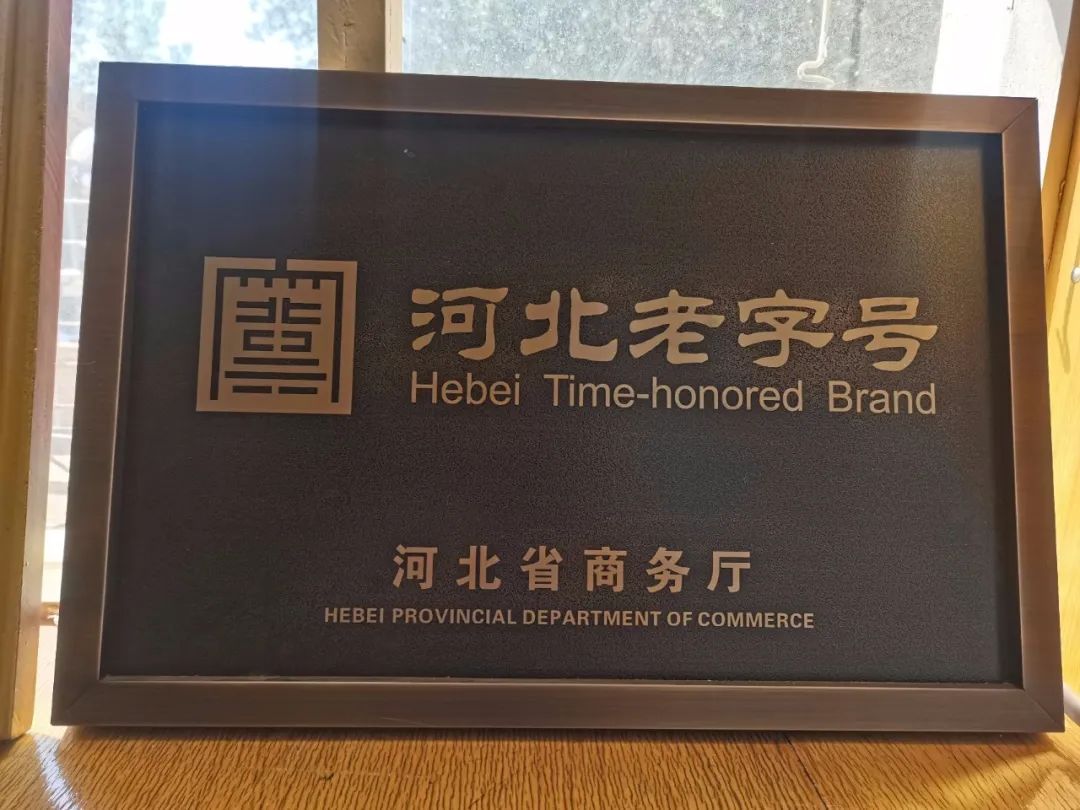 河北老字号
Hebei Time-honored Brand
河北省商务厅
HEBEI PROVINCIAL DEPARTMENT OF COMMERCE